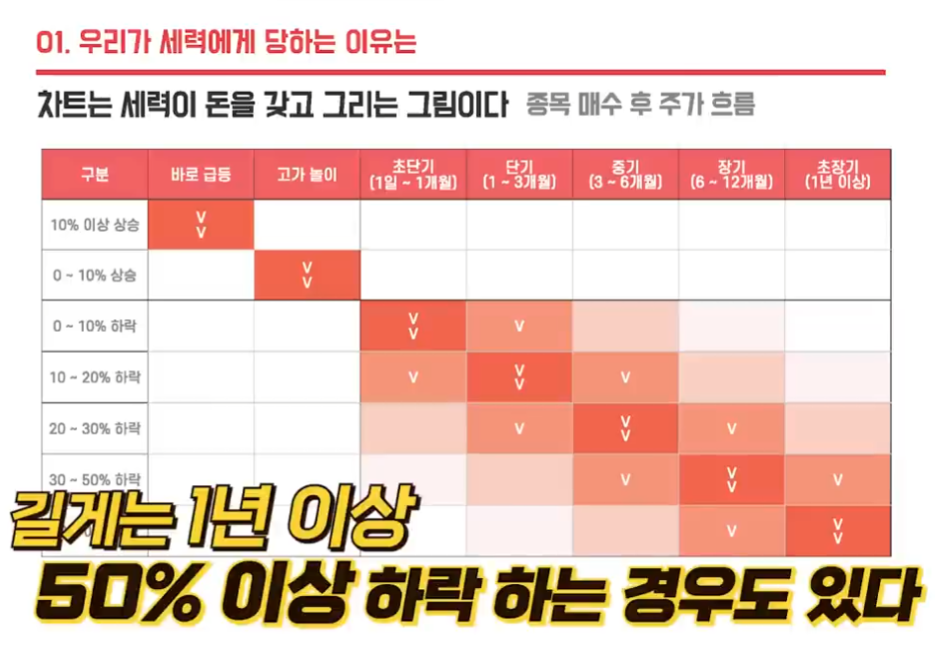 01. 우리가 세력에게 당하는 이유는
차트는 세력이 돈을 갖고 그리는 그림이다 종목 매수 후 주가 흐름
구분 바로 급등 고가 놀이 초단기 (1일 ~ 1개월) 단기 (1 ~ 3개월) 중기 (3 ~ 6개월) 장기 (6 ~ 12개월) 초장기 (1년 이상)
10% 이상 상승 V V
0 ~ 10% 상승 V V
0 ~ 10% 하락 V V V
10 ~ 20% 하락 V V V V
20 ~ 30% 하락 V V V V
30 ~ 50% 하락 V V V V
V V V
길게는 1년 이상
50% 이상 하락 하는 경우도 있다